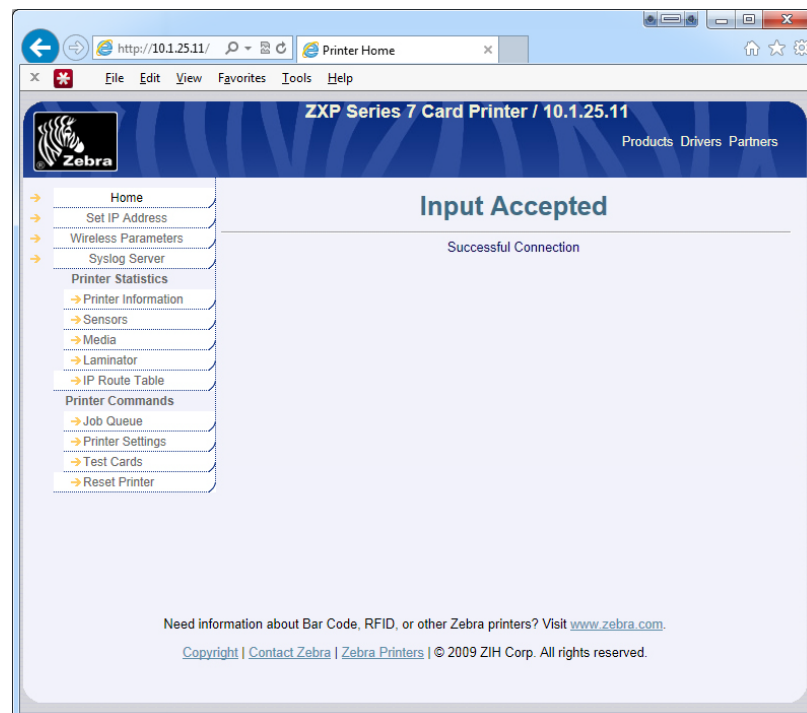 http://10.1.25.11/
Printer Home
File Edit View Favorites Tools Help
ZXP Series 7 Card Printer / 10.1.25.11
Products Drivers Partners
Zebra
Home
Set IP Address
Wireless Parameters
Syslog Server
Printer Statistics
Printer Information
Sensors
Media
Laminator
IP Route Table
Printer Commands
Job Queue
Printer Settings
Test Cards
Reset Printer
Input Accepted
Successful Connection
Need information about Bar Code, RFID, or other Zebra printers? Visit www.zebra.com.
Copyright | Contact Zebra | Zebra Printers | © 2009 ZIH Corp. All rights reserved.